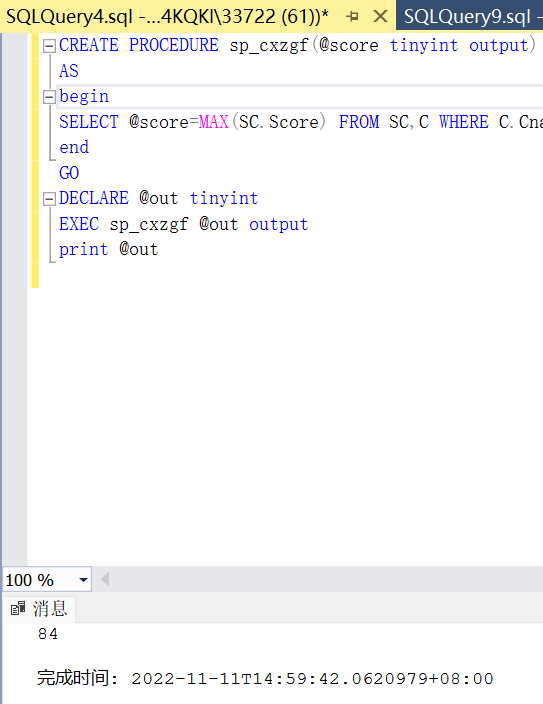 SQLQuery4.sql -...4KQKI\33722 (61))* SQLQuery9.sql -
CREATE PROCEDURE sp_cxzgf(@score tinyint output)
AS
begin
SELECT @score=MAX(SC.Score) FROM SC,C WHERE C.Cna
end
GO
DECLARE @out tinyint
EXEC sp_cxzgf @out output
print @out
100 %
消息
84
完成时间: 2022-11-11T14:59:42.0620979+08:00